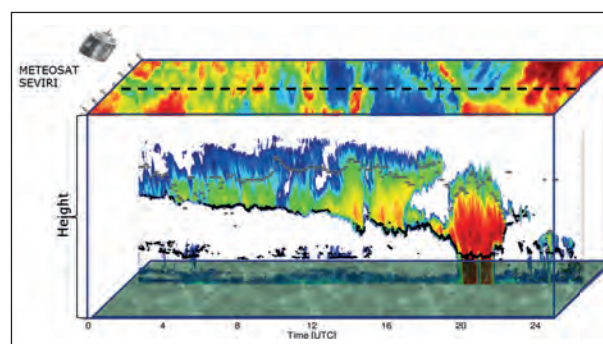 METEOSAT
SEVIRI
Height
0 4 8 12 16 20 24
Time [UTC]